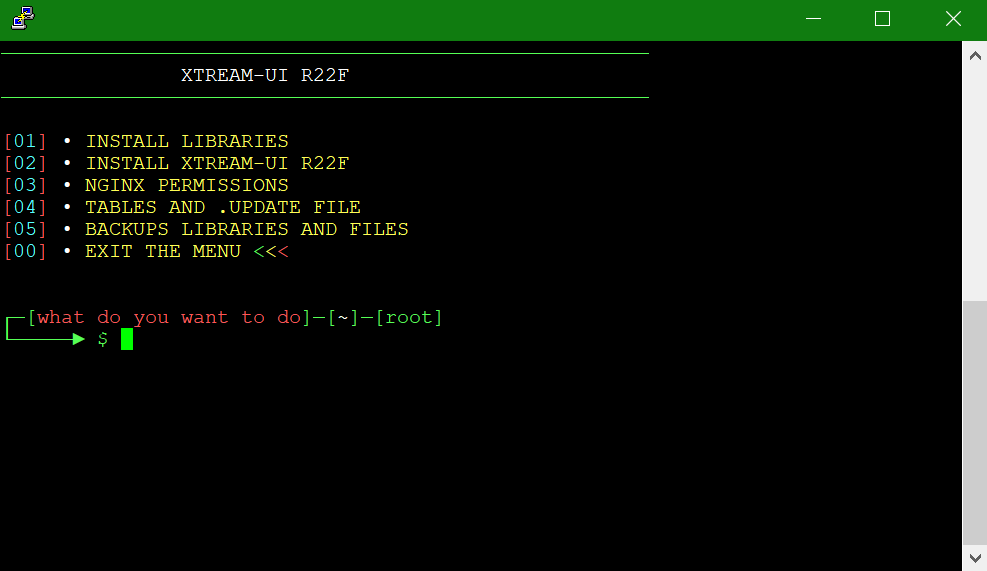 XTREAM-UI R22F
[01] • INSTALL LIBRARIES
[02] • INSTALL XTREAM-UI R22F
[03] • NGINX PERMISSIONS
[04] • TABLES AND .UPDATE FILE
[05] • BACKUPS LIBRARIES AND FILES
[00] • EXIT THE MENU <<<
┌─[what do you want to do]─[~]─[root]
└─────► $